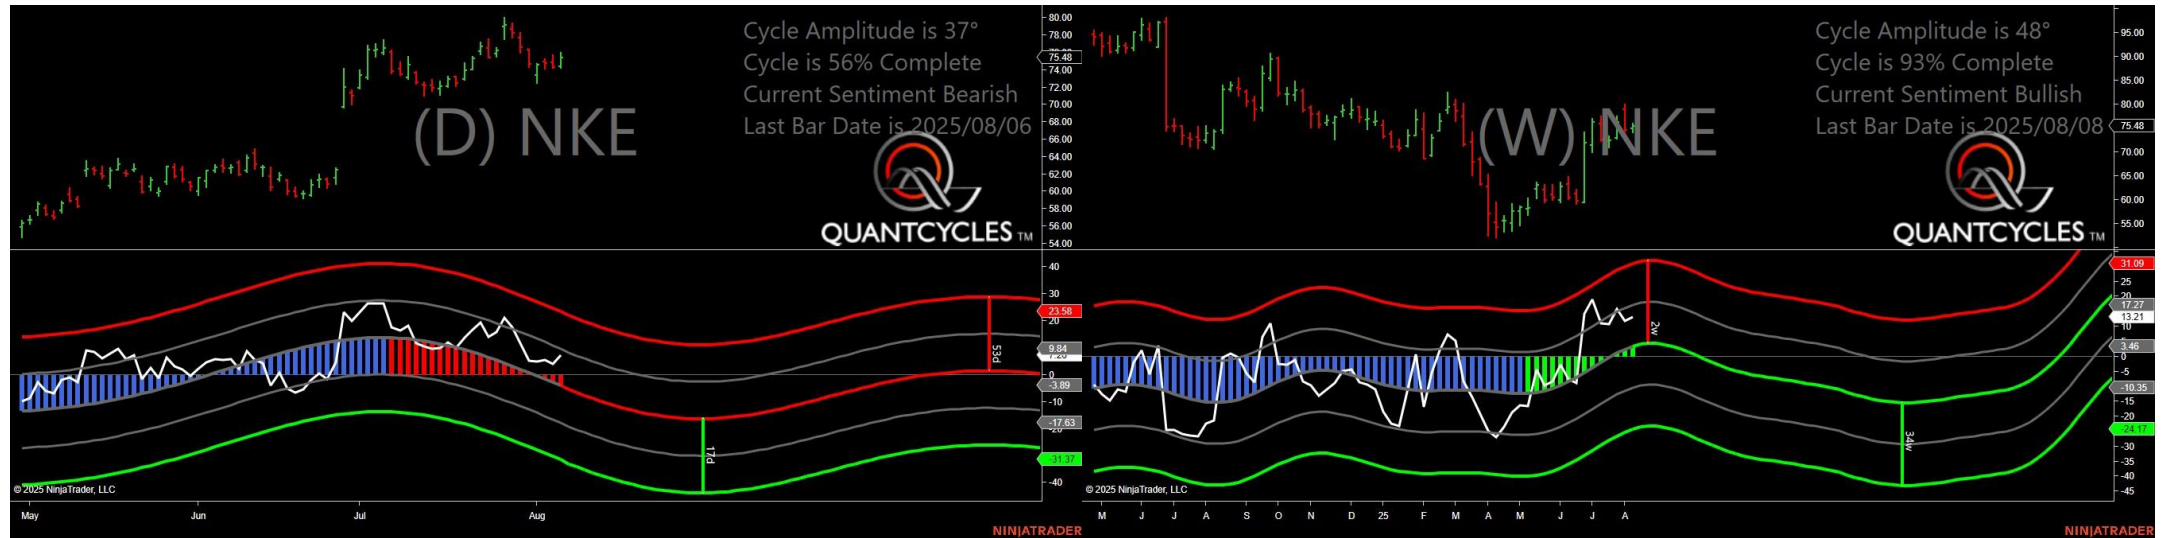 Cycle Amplitude is 37°
Cycle is 56% Complete
Current Sentiment Bearish
Last Bar Date is 2025/08/06
(D) NKE
QUANTCYCLES TM
80.00
78.00
75.48
74.00
72.00
70.00
68.00
66.00
64.00
62.00
60.00
58.00
56.00
54.00
40
30
23.58
20
9.84
0
-3.89
-10
-17.63
-31.37
-40
53d
17d
© 2025 NinjaTrader, LLC
May Jun Jul Aug
NINJATRADER
Cycle Amplitude is 48°
Cycle is 93% Complete
Current Sentiment Bullish
Last Bar Date is 2025/08/08
(W) NKE
QUANTCYCLES TM
95.00
90.00
85.00
80.00
75.48
70.00
65.00
60.00
55.00
31.09
25
20
17.27
13.21
10
3.46
0
-5
-10.35
-15
-20
-24.17
-30
-35
-40
-45
2w
34w
© 2025 NinjaTrader, LLC
M J J A S O N D 25 F M A M J J A
NINJATRADER